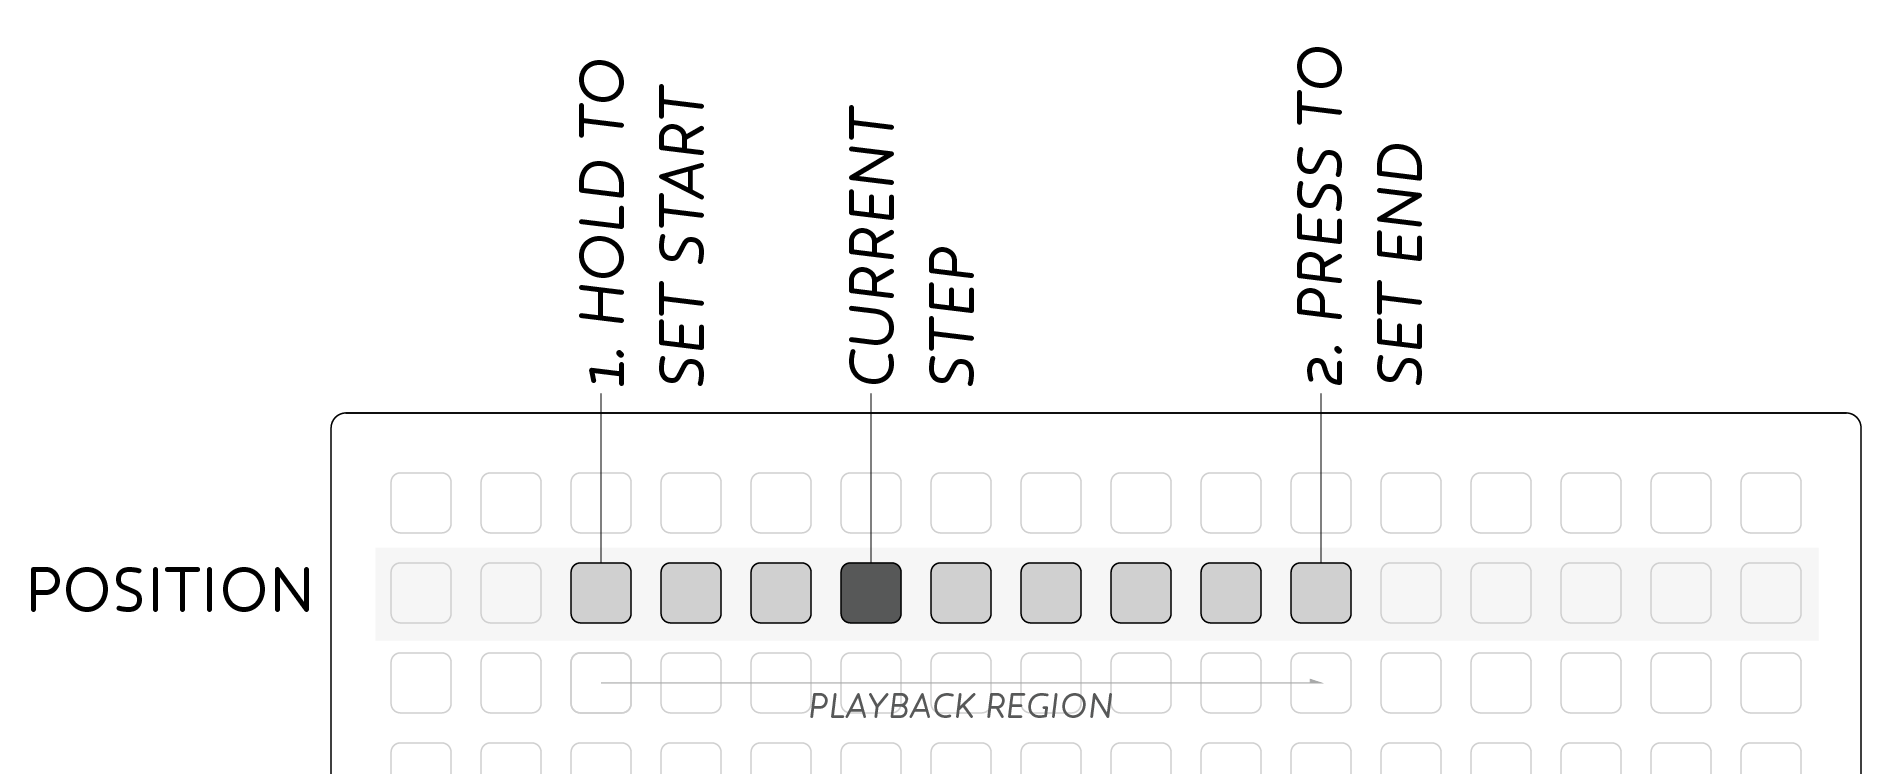 1. HOLD TO
SET START
CURRENT
STEP
2. PRESS TO
SET END
POSITION
PLAYBACK REGION